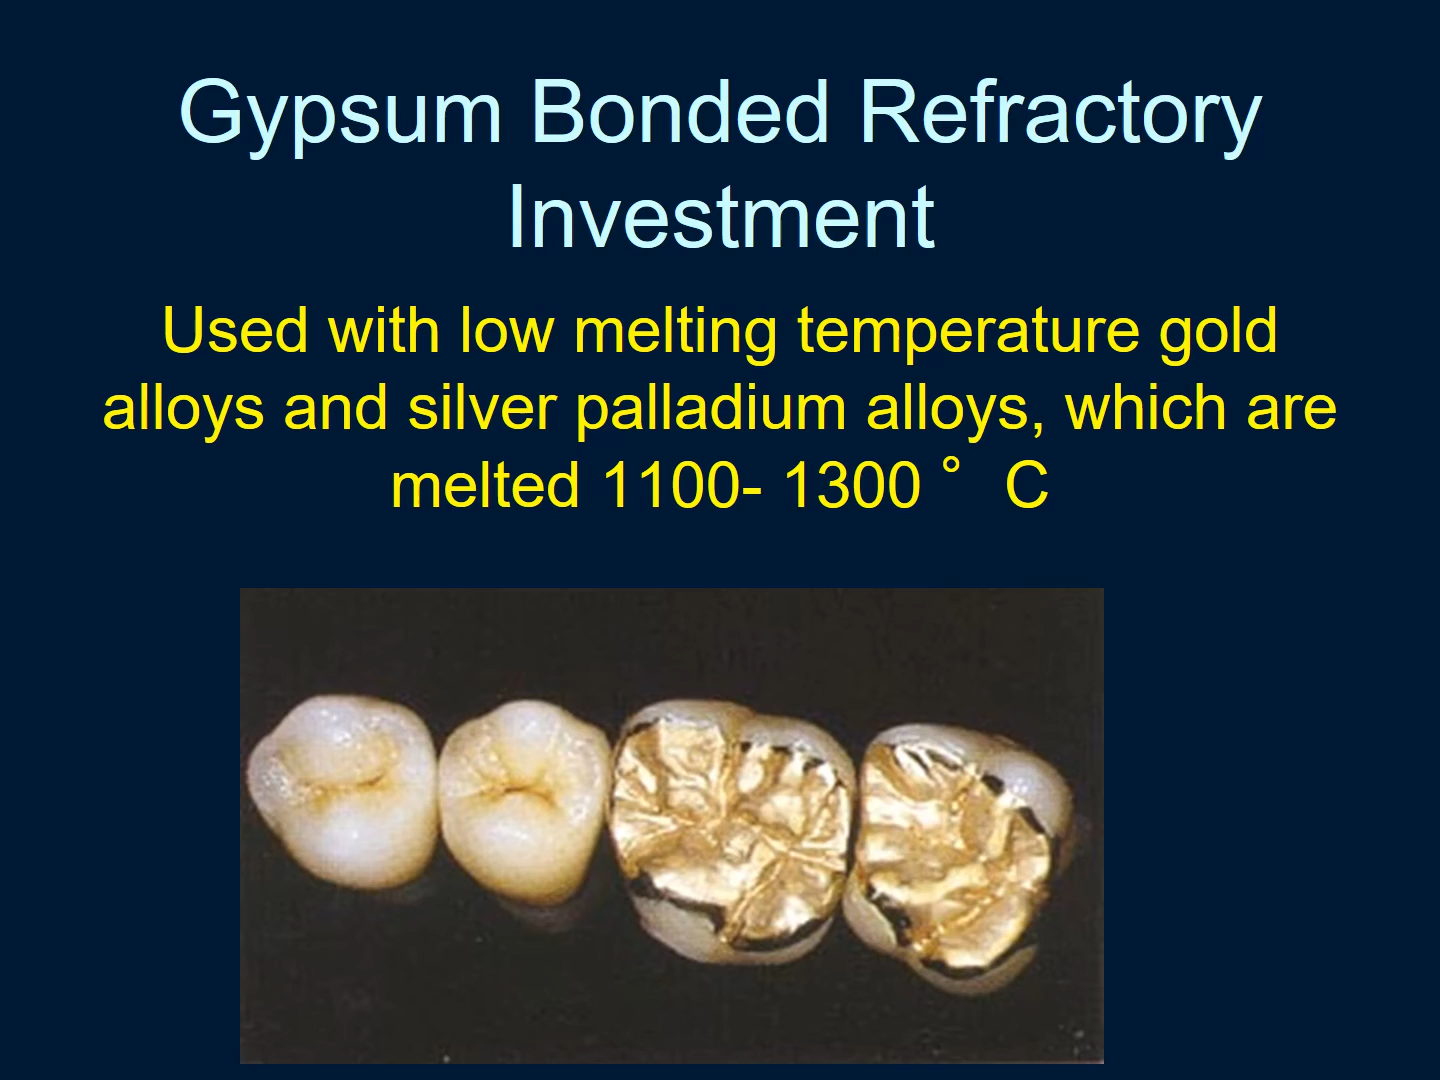 Gypsum Bonded Refractory
Investment
Used with low melting temperature gold
alloys and silver palladium alloys, which are
melted 1100- 1300 ° C